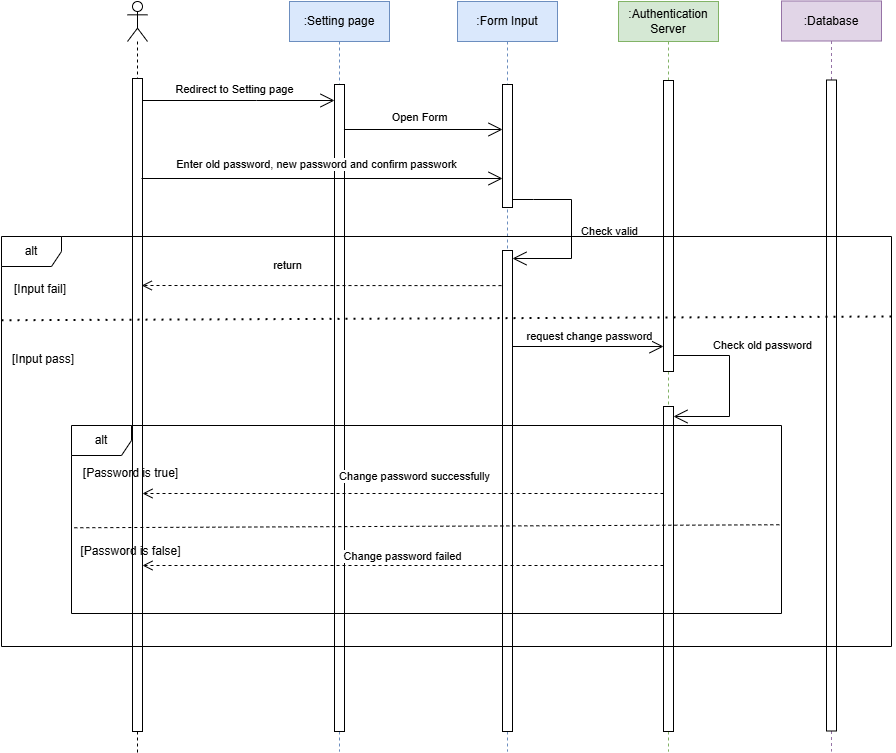 :Setting page
:Form Input
:Authentication
Server
:Database
Redirect to Setting page
Open Form
Enter old password, new password and confirm passwork
Check valid
alt
return
[Input fail]
request change password
Check old password
[Input pass]
alt
[Password is true]
Change password successfully
[Password is false]
Change password failed